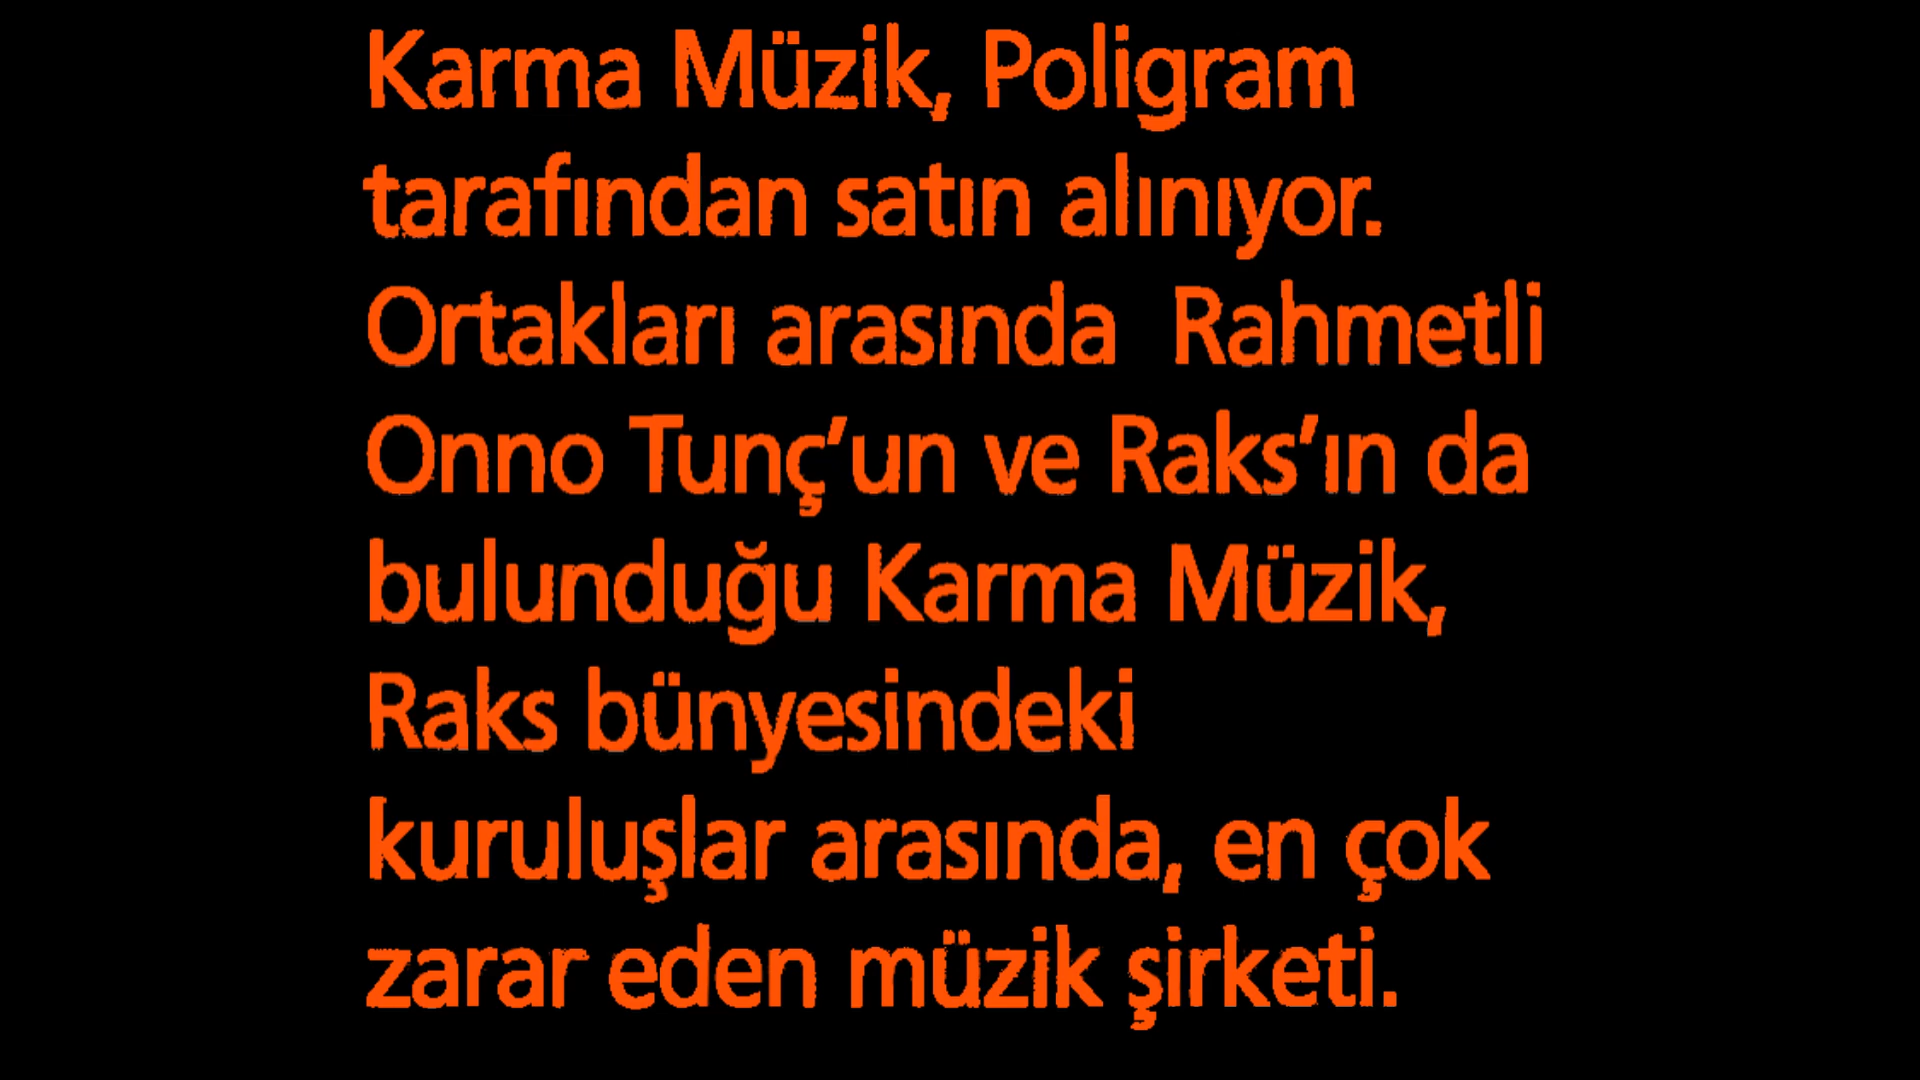 Karma Müzik, Poligram
tarafından satın alınıyor.
Ortakları arasında Rahmetli
Onno Tunç’un ve Raks’ın da
bulunduğu Karma Müzik,
Raks bünyesindeki
kuruluşlar arasında, en çok
zarar eden müzik şirketi.